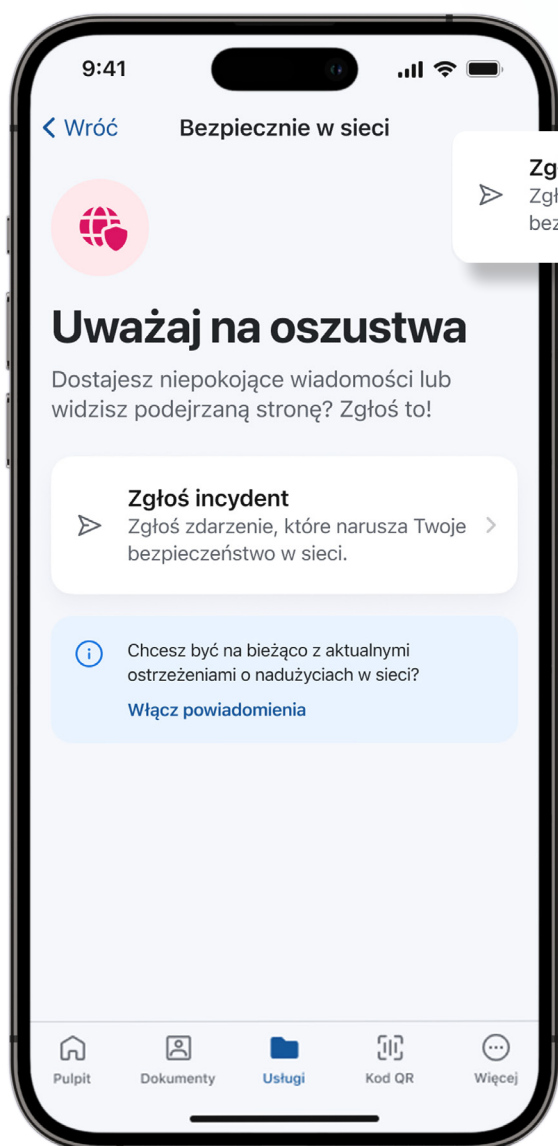 9:41
Wróć
Bezpiecznie w sieci
Uważaj na oszustwa
Dostajesz niepokojące wiadomości lub
widzisz podejrzaną stronę? Zgłoś to!
Zgłoś incydent
Zgłoś zdarzenie, które narusza Twoje
bezpieczeństwo w sieci.
Chcesz być na bieżąco z aktualnymi
ostrzeżeniami o nadużyciach w sieci?
Włącz powiadomienia
Pulpit
Dokumenty
Usługi
Kod QR
Więcej